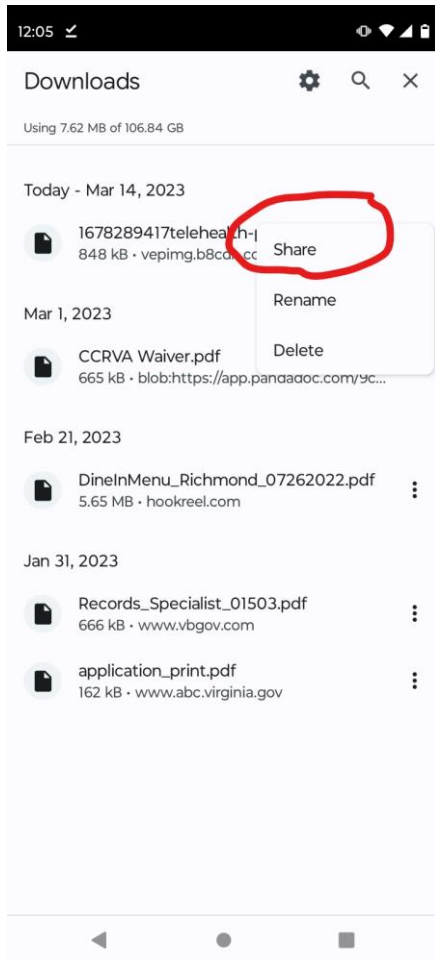 12:05
Downloads
Using 7.62 MB of 106.84 GB
Today - Mar 14, 2023
1678289417telehealth-
848 kB • vepimg.b8cdn.cc
Share
Rename
Delete
Mar 1, 2023
CCRVA Waiver.pdf
665 kB • blob:https://app.pandadoc.com/9c...
Feb 21, 2023
DineInMenu_Richmond_07262022.pdf
5.65 MB • hookreel.com
Jan 31, 2023
Records_Specialist_01503.pdf
666 kB • www.vbgov.com
application_print.pdf
162 kB • www.abc.virginia.gov